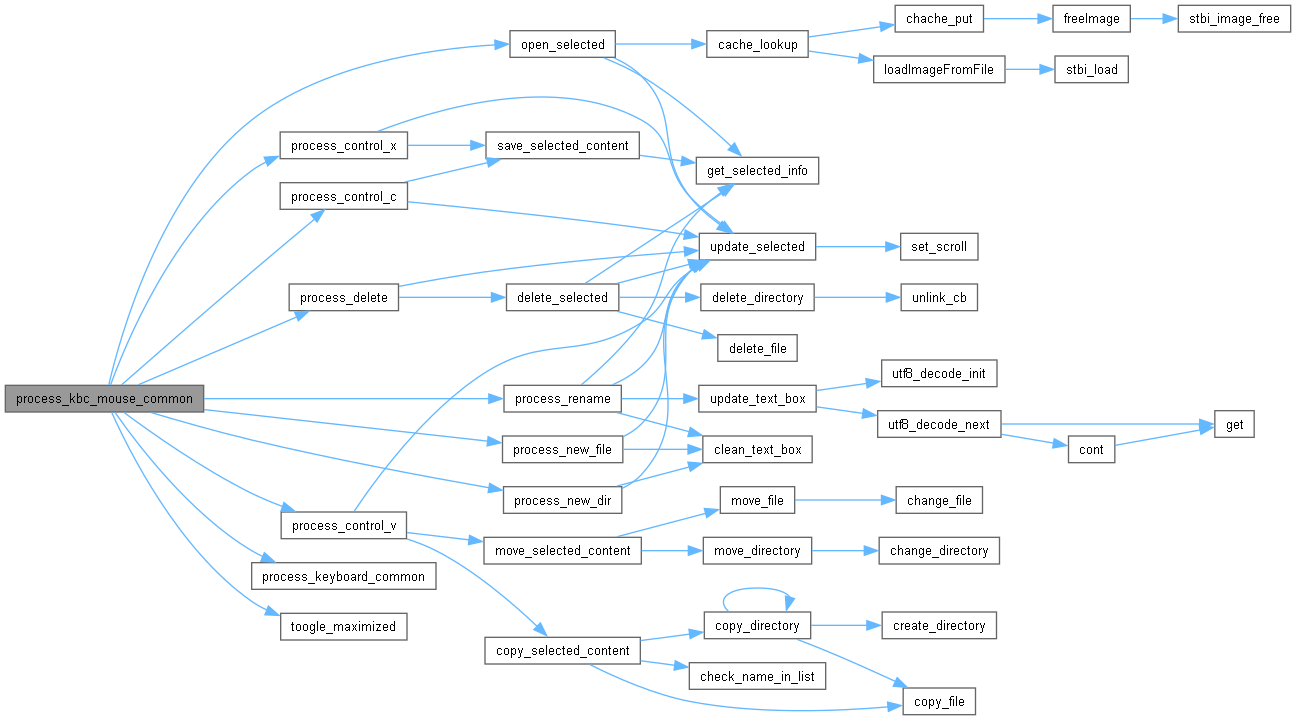 chache_put
freeImage
stbi_image_free
open_selected
cache_lookup
loadImageFromFile
stbi_load
process_control_x
save_selected_content
get_selected_info
process_control_c
update_selected
set_scroll
process_delete
delete_selected
delete_directory
unlink_cb
delete_file
utf8_decode_init
process_kbc_mouse_common
process_rename
update_text_box
utf8_decode_next
get
process_new_file
clean_text_box
cont
process_new_dir
move_file
change_file
process_control_v
move_selected_content
move_directory
change_directory
process_keyboard_common
toogle_maximized
copy_directory
create_directory
copy_selected_content
check_name_in_list
copy_file